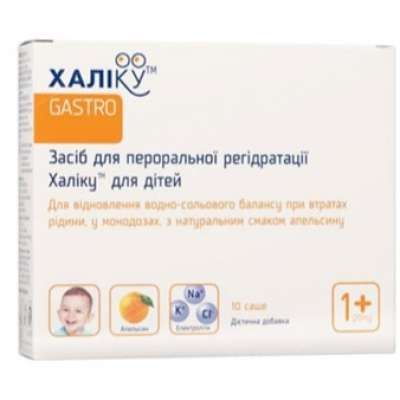 ХАЛІКУ™
GASTRO
Засіб для пероральної регідратації
Халіку™ для дітей
Для відновлення водно-сольового балансу при втратах
рідини, у монодозах, з натуральним смаком апельсину
Na⁺
K⁺ Cl⁻
Апельсин
Електроліти
10 саше
Дієтична добавка
1+
року